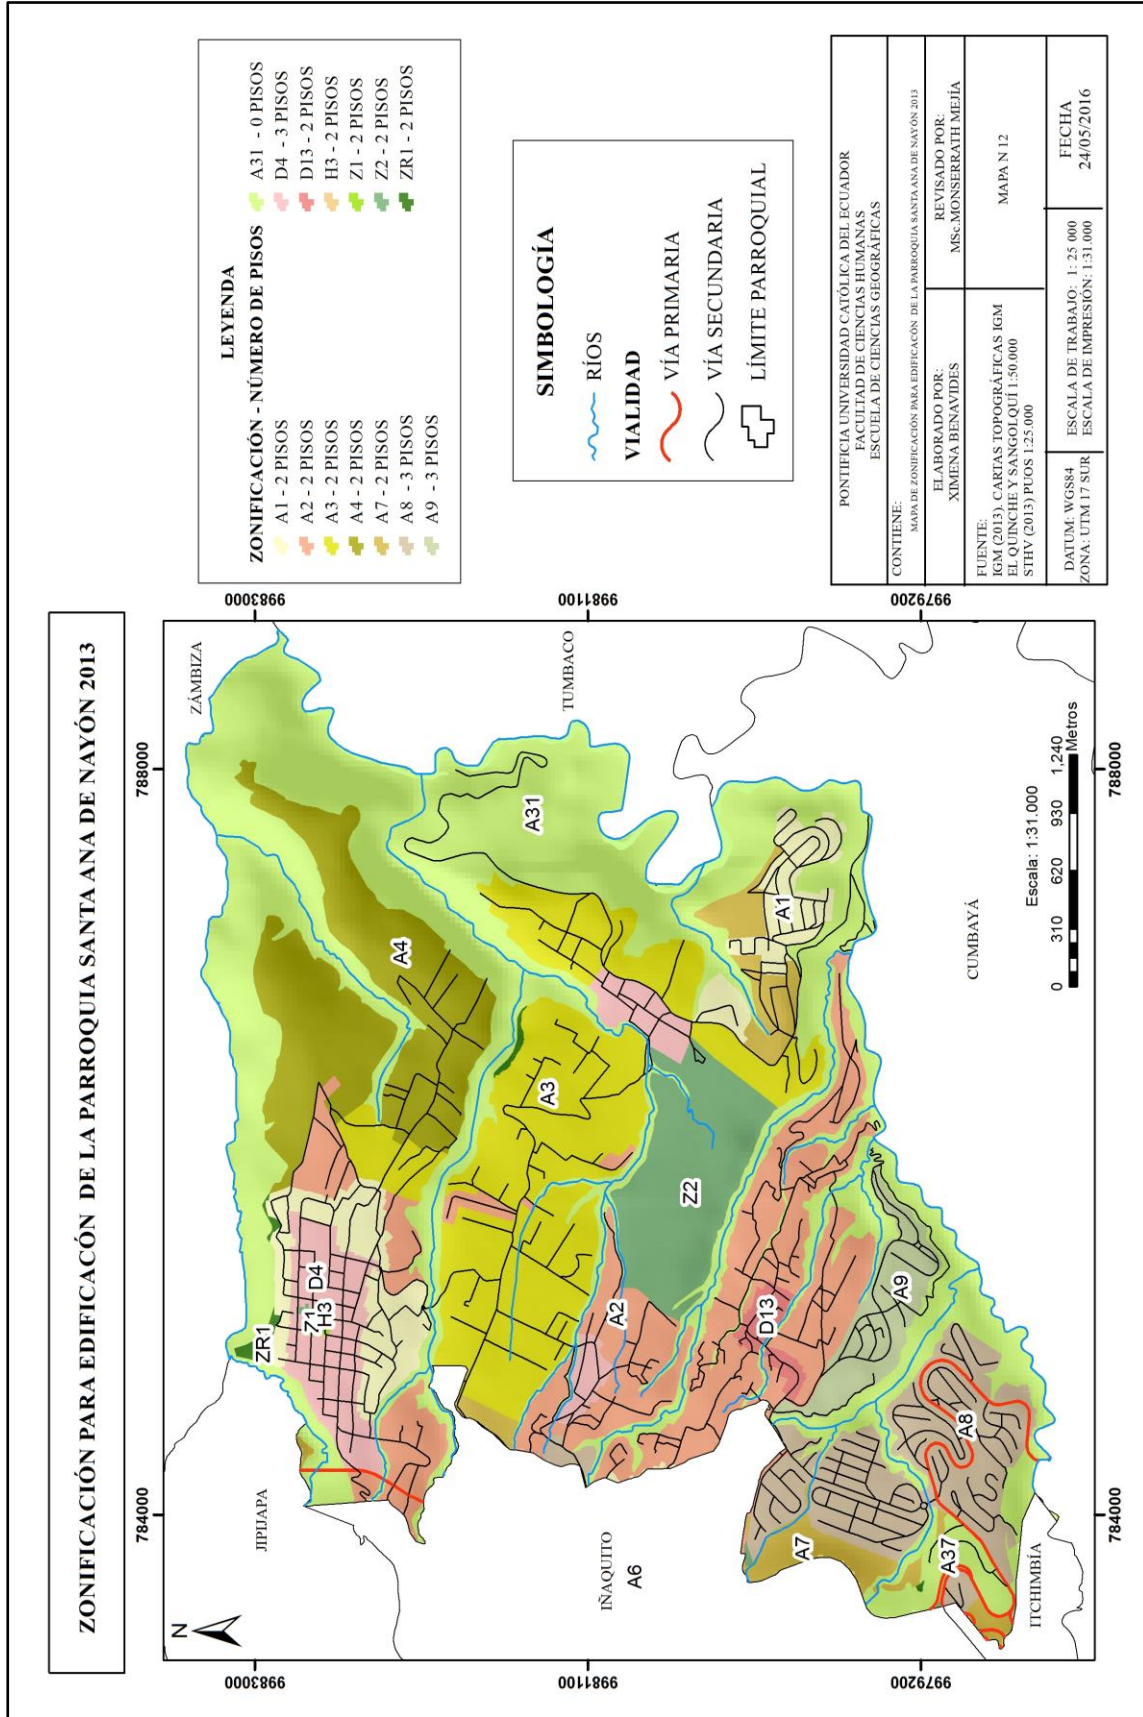 ZONIFICACIÓN PARA EDIFICACÓN DE LA PARROQUIA SANTA ANA DE NAYÓN 2013
784000
788000
9983000
9981100
9979200
N
ZÁMBIZA
JIPIJAPA
TUMBACO
IÑAQUITO
A6
CUMBAYÁ
ITCHIMBÍA
ZR1
Z1
H3
D4
A4
A31
A3
A2
Z2
A1
D13
A9
A7
A8
A37
Escala: 1:31.000
0 310 620 930 1,240
Metros
9983000
9981100
9979200
784000
788000
LEYENDA
ZONIFICACIÓN - NÚMERO DE PISOS
A1 - 2 PISOS
A2 - 2 PISOS
A3 - 2 PISOS
A4 - 2 PISOS
A7 - 2 PISOS
A8 - 3 PISOS
A9 - 3 PISOS
A31 - 0 PISOS
D4 - 3 PISOS
D13 - 2 PISOS
H3 - 2 PISOS
Z1 - 2 PISOS
Z2 - 2 PISOS
ZR1 - 2 PISOS
SIMBOLOGÍA
RÍOS
VIALIDAD
VÍA PRIMARIA
VÍA SECUNDARIA
LÍMITE PARROQUIAL
PONTIFICIA UNIVERSIDAD CATÓLICA DEL ECUADOR
FACULTAD DE CIENCIAS HUMANAS
ESCUELA DE CIENCIAS GEOGRÁFICAS
CONTIENE:
MAPA DE ZONIFICACIÓN PARA EDIFICACÓN DE LA PARROQUIA SANTA ANA DE NAYÓN 2013
ELABORADO POR:
XIMENA BENAVIDES
REVISADO POR:
MSc.MONSERRATH MEJÍA
FUENTE:
IGM (2013). CARTAS TOPOGRÁFICAS IGM
EL QUINCHE Y SANGOLQUÍ 1:50.000
STHV (2013) PUOS 1:25.000
MAPA N 12
DATUM: WGS84
ZONA: UTM 17 SUR
ESCALA DE TRABAJO: 1: 25 000
ESCALA DE IMPRESIÓN: 1:31.000
FECHA
24/05/2016